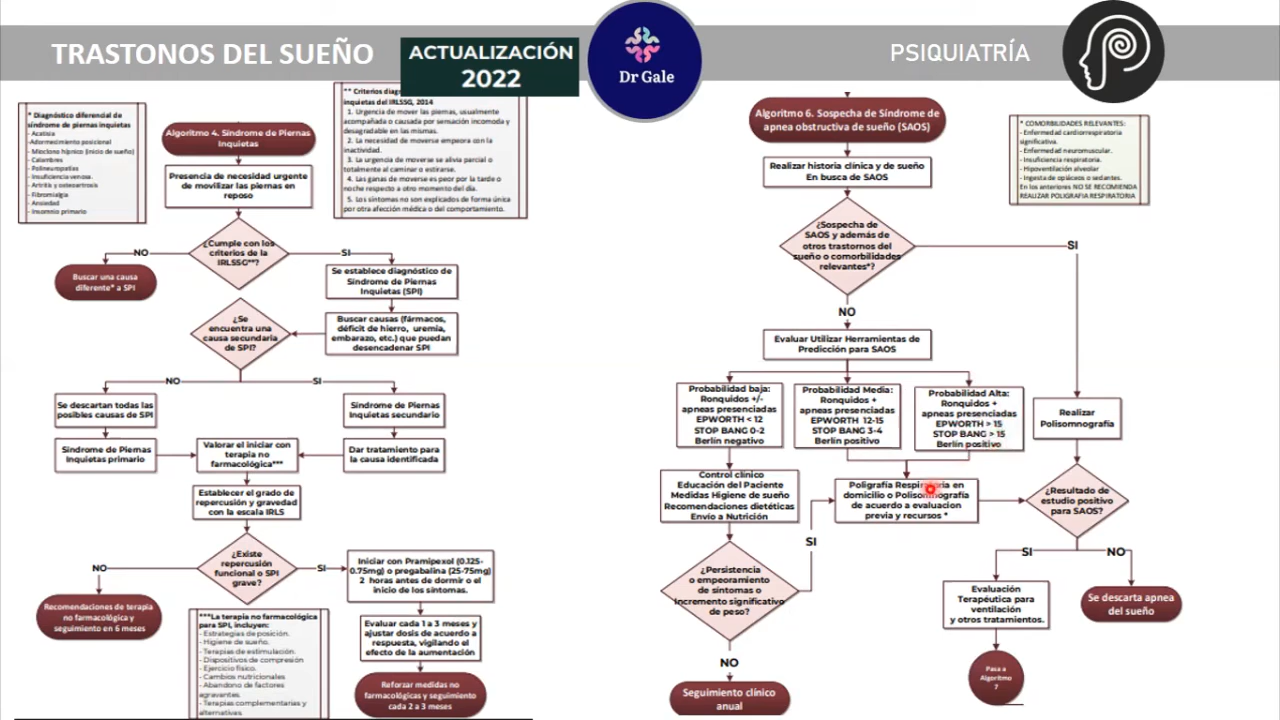 TRASTONOS DEL SUEÑO
ACTUALIZACIÓN
2022
Dr Gale
PSIQUIATRÍA
* Diagnóstico diferencial de
síndrome de piernas inquietas
- Acatisia
-Adormecimiento posicional
- Mioclono hípnico (inicio de sueño)
- Calambres
- Polineuropatías
- Insuficiencia venosa.
- Artritis y osteoartrosis
- Fibromialgia
- Ansiedad
- Insomnio primario
Algoritmo 4. Síndrome de Piernas
Inquietas
Presencia de necesidad urgente
de movilizar las piernas en
reposo
** Criterios diag
inquietas del IRLSSG, 2014
1. Urgencia de mover las piernas, usualmente
acompañada o causada por sensación incomoda y
desagradable en las mismas.
2. La necesidad de moverse empeora con la
inactividad.
3. La urgencia de moverse se alivia parcial o
totalmente al caminar o estirarse.
4. Las ganas de moverse es peor por la tarde o
noche respecto a otro momento del día.
5. Los síntomas no son explicados de forma única
por otra afección médica o del comportamiento.
¿Cumple con los
criterios de la
IRLSSG**?
NO
SI
Buscar una causa
diferente* a SPI
Se establece diagnóstico de
Síndrome de Piernas
Inquietas (SPI)
¿Se
encuentra una
causa secundaria
de SPI?
Buscar causas (fármacos,
déficit de hierro, uremia,
embarazo, etc.) que puedan
desencadenar SPI
NO
SI
Se descartan todas las
posibles causas de SPI
Síndrome de Piernas
Inquietas secundario
Síndrome de Piernas
Inquietas primario
Valorar el iniciar con
terapia no
farmacológica***
Dar tratamiento para
la causa identificada
Establecer el grado de
repercusión y gravedad
con la escala IRLS
¿Existe
repercusión
funcional o SPI
grave?
NO
SI
Recomendaciones de terapia
no farmacológica y
seguimiento en 6 meses
Iniciar con Pramipexol (0.125-
0.75mg) o pregabalina (25-75mg)
2 horas antes de dormir o el
inicio de los síntomas.
***La terapia no farmacológica
para SPI, incluyen:
- Estrategias de posición.
- Higiene de sueño.
- Terapias de estimulación.
- Dispositivos de compresión
- Ejercicio físico.
- Cambios nutricionales
- Abandono de factores
agravantes.
- Terapias complementarias y
alternativas.
Evaluar cada 1 a 3 meses y
ajustar dosis de acuerdo a
respuesta, vigilando el
efecto de la aumentación
Reforzar medidas no
farmacológicas y seguimiento
cada 2 a 3 meses
Algoritmo 6. Sospecha de Síndrome de
apnea obstructiva de sueño (SAOS)
Realizar historia clínica y de sueño
En busca de SAOS
* COMORBILIDADES RELEVANTES:
- Enfermedad cardiorrespiratoria
significativa.
- Enfermedad neuromuscular.
- Insuficiencia respiratoria.
- Hipoventilación alveolar
- Ingesta de opiáceos o sedantes.
En los anteriores NO SE RECOMIENDA
REALIZAR POLIGRAFIA RESPIRATORIA
¿Sospecha de
SAOS y además de
otros trastornos del
sueño o comorbilidades
relevantes*?
SI
NO
Evaluar Utilizar Herramientas de
Predicción para SAOS
Probabilidad baja:
Ronquidos +/-
apneas presenciadas
EPWORTH < 12
STOP BANG 0-2
Berlín negativo
Probabilidad Media:
Ronquidos +
apneas presenciadas
EPWORTH 12-15
STOP BANG 3-4
Berlín positivo
Probabilidad Alta:
Ronquidos +
apneas presenciadas
EPWORTH > 15
STOP BANG > 15
Berlín positivo
Realizar
Polisomnografía
Control clínico
Educación del Paciente
Medidas Higiene de sueño
Recomendaciones dietéticas
Envío a Nutrición
Poligrafía Respiratoria en
domicilio o Polisomnografía
de acuerdo a evaluacion
previa y recursos *
¿Resultado de
estudio positivo
para SAOS?
SI
¿Persistencia
o empeoramiento
de síntomas o
Incremento significativo
de peso?
SI
NO
Evaluación
Terapéutica para
ventilación
y otros tratamientos.
Se descarta apnea
del sueño
NO
Pasa a
Algoritmo
7
Seguimiento clínico
anual